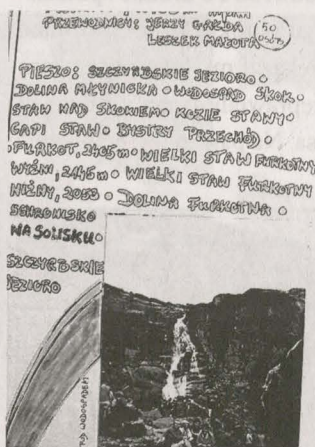 PRZEWODNICY: JERZY GAŁDA
LESZEK MAŁOTA
50
OSÓB
PIESZO: SZCZYRBSKIE JEZIORO •
DOLINA MŁYNICKA • WODOSPAD SKOK •
STAW NAD SKOKIEM • KOZIE STAWY •
CAPI STAW • BYSTRY PRZECHÓD •
FURKOT, 2405 m • WIELKI STAW FURKOTNY
WYŻNI, 2145 m • WIELKI STAW FURKOTNY
NIŻNY, 2053 • DOLINA FURKOTNA •
SCHRONISKO
NA SOLISKU •
SZCZYRBSKIE
JEZIORO